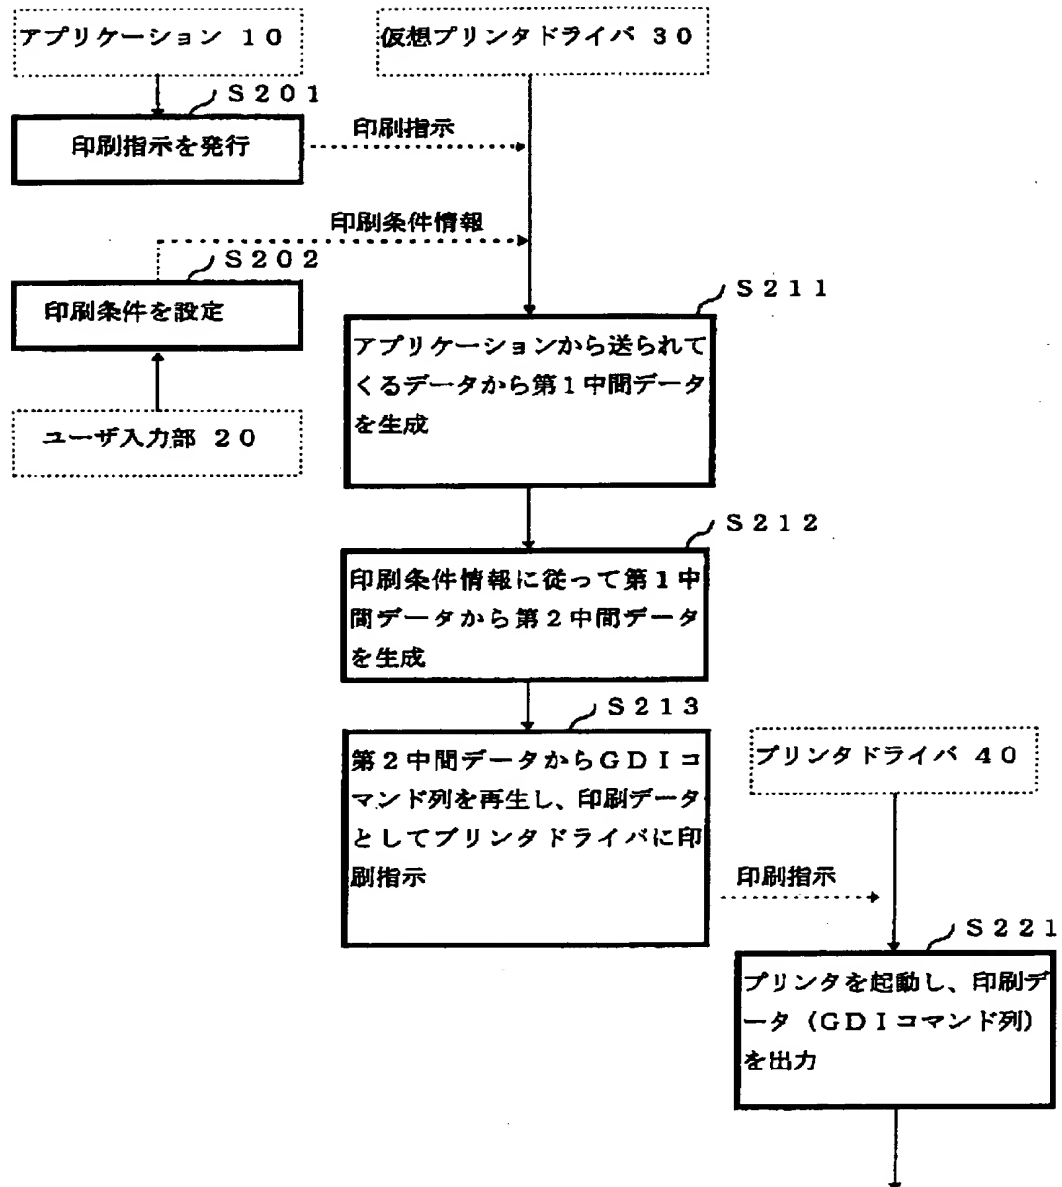 アプリケーション １０
仮想プリンタドライバ ３０
Ｓ２０１
印刷指示を発行
印刷指示
印刷条件情報
Ｓ２０２
印刷条件を設定
ユーザ入力部 ２０
Ｓ２１１
アプリケーションから送られて
くるデータから第１中間データ
を生成
Ｓ２１２
印刷条件情報に従って第１中
間データから第２中間データ
を生成
Ｓ２１３
第２中間データからＧＤＩコ
マンド列を再生し、印刷データ
としてプリンタドライバに印
刷指示
プリンタドライバ ４０
印刷指示
Ｓ２２１
プリンタを起動し、印刷デ
ータ（ＧＤＩコマンド列）
を出力